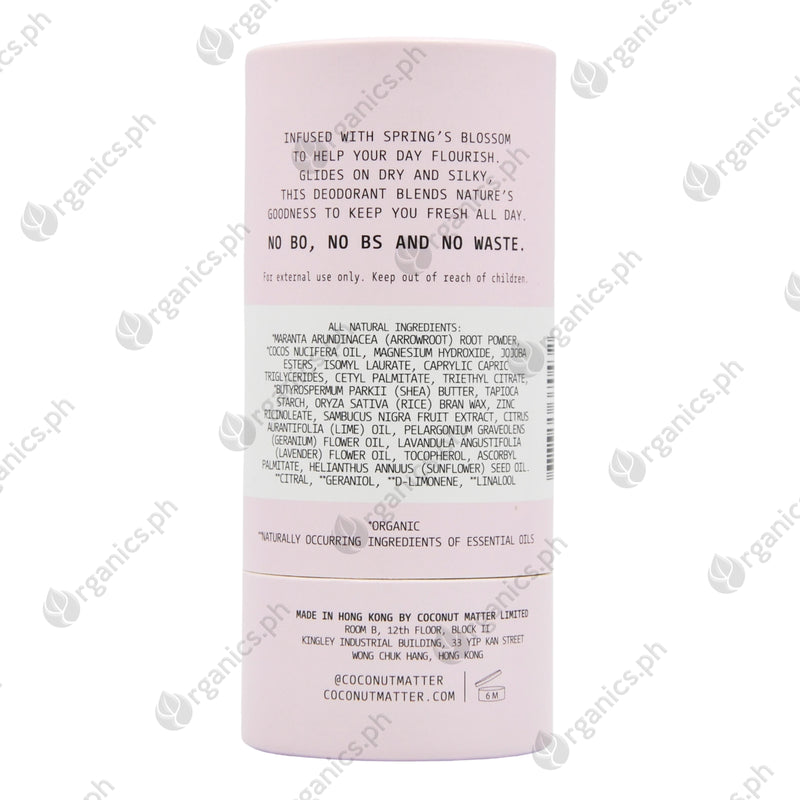 INFUSED WITH SPRING'S BLOSSOM
TO HELP YOUR DAY FLOURISH.
GLIDES ON DRY AND SILKY,
THIS DEODORANT BLENDS NATURE'S
GOODNESS TO KEEP YOU FRESH ALL DAY.
NO BO, NO BS AND NO WASTE.
For external use only. Keep out of reach of children.
ALL NATURAL INGREDIENTS:
*MARANTA ARUNDINACEA (ARROWROOT) ROOT POWDER,
*COCOS NUCIFERA OIL, MAGNESIUM HYDROXIDE, JOJOBA
ESTERS, ISOMYL LAURATE, CAPRYLIC CAPRIC
TRIGLYCERIDES, CETYL PALMITATE, TRIETHYL CITRATE,
*BUTYROSPERMUM PARKII (SHEA) BUTTER, TAPIOCA
STARCH, ORYZA SATIVA (RICE) BRAN WAX, ZINC
RICINOLEATE, SAMBUCUS NIGRA FRUIT EXTRACT, CITRUS
AURANTIFOLIA (LIME) OIL, PELARGONIUM GRAVEOLENS
(GERANIUM) FLOWER OIL, LAVANDULA ANGUSTIFOLIA
(LAVENDER) FLOWER OIL, TOCOPHEROL, ASCORBYL
PALMITATE, HELIANTHUS ANNUUS (SUNFLOWER) SEED OIL.
**CITRAL, **GERANIOL, **D-LIMONENE, **LINALOOL
*ORGANIC
**NATURALLY OCCURRING INGREDIENTS OF ESSENTIAL OILS
MADE IN HONG KONG BY COCONUT MATTER LIMITED
ROOM B, 12th FLOOR, BLOCK II
KINGLEY INDUSTRIAL BUILDING, 33 YIP KAN STREET
WONG CHUK HANG, HONG KONG
@COCONUTMATTER
COCONUTMATTER.COM
6M
Organics.ph